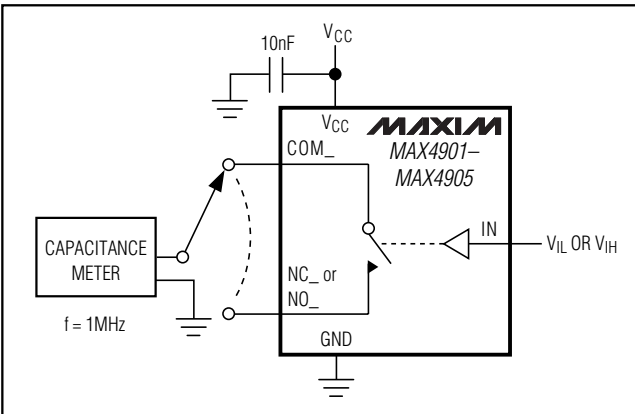 10nF
VCC
VCC
MAXIM
MAX4901–
MAX4905
COM_
IN
VIL OR VIH
CAPACITANCE
METER
NC_ or
NO_
f = 1MHz
GND